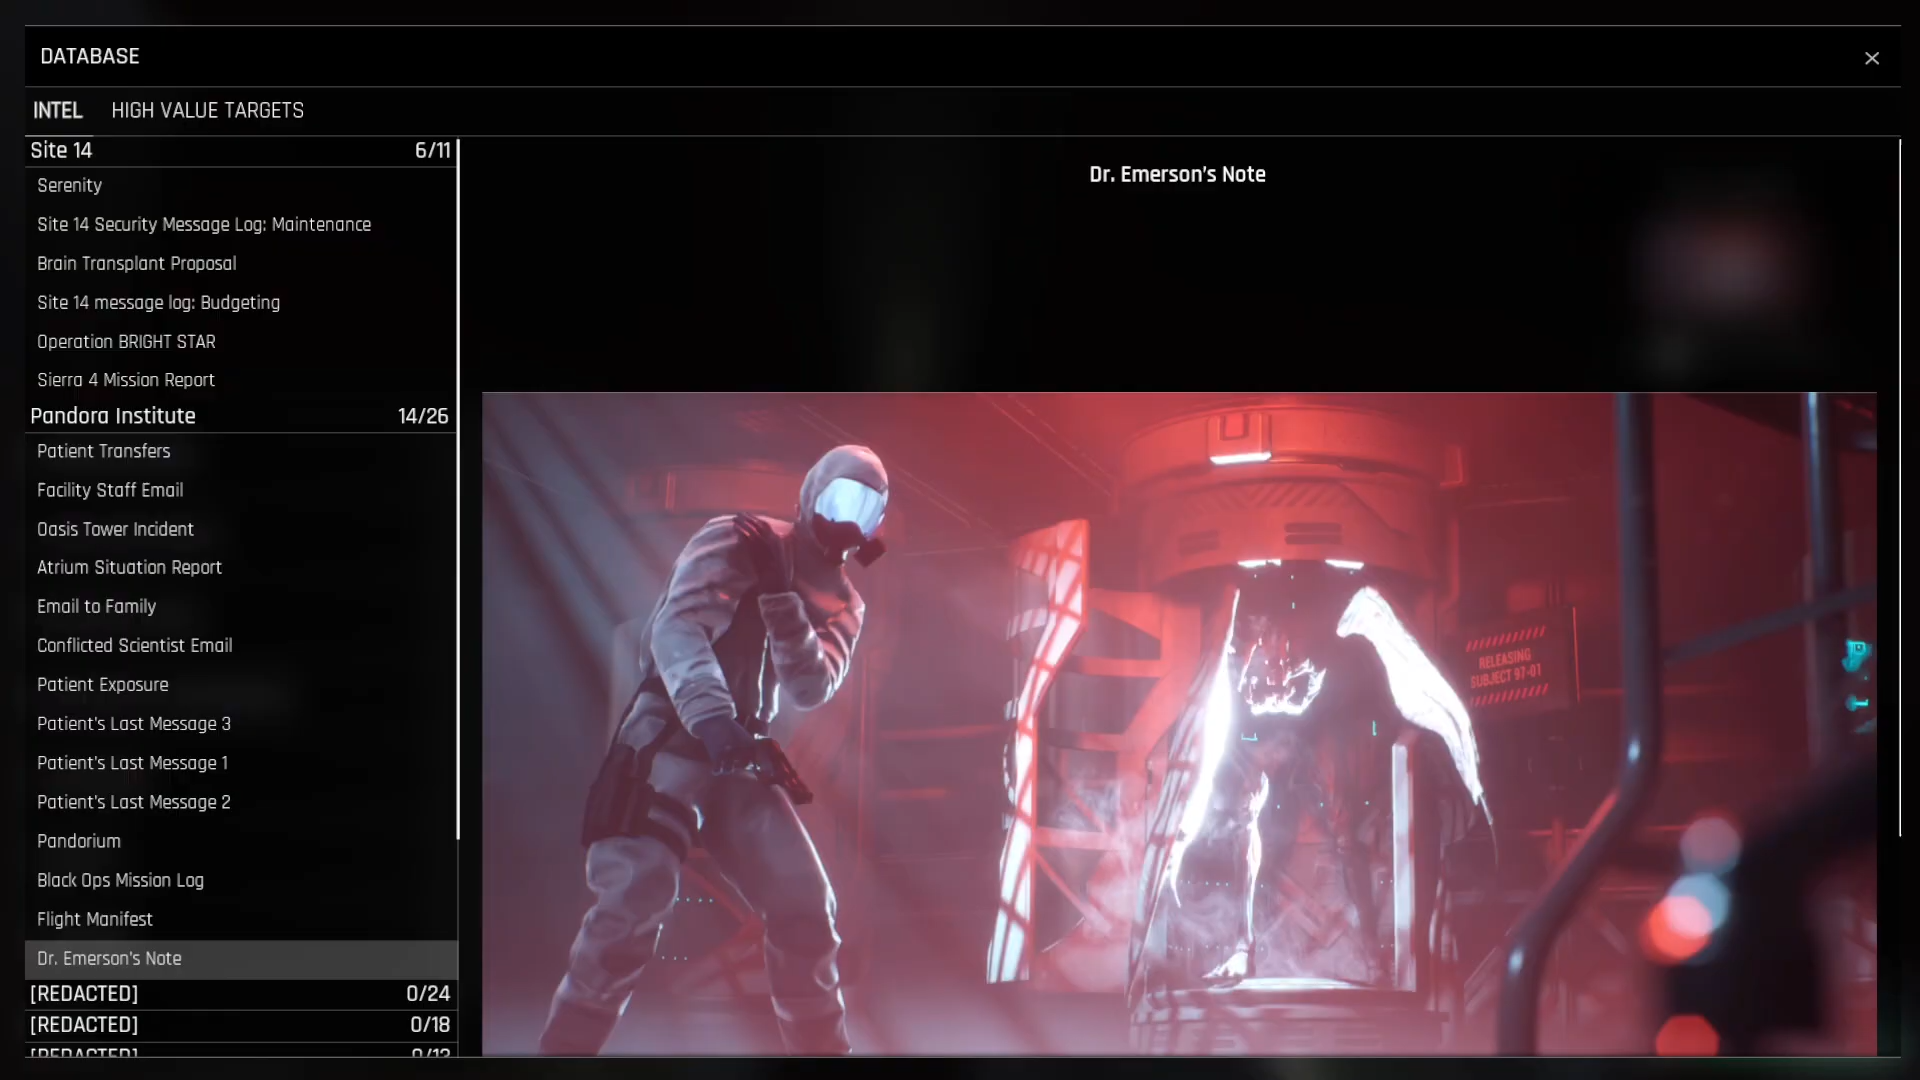 DATABASE
INTEL HIGH VALUE TARGETS
Site 14 6/11
Serenity
Site 14 Security Message Log: Maintenance
Brain Transplant Proposal
Site 14 message log: Budgeting
Operation BRIGHT STAR
Sierra 4 Mission Report
Pandora Institute 14/26
Patient Transfers
Facility Staff Email
Oasis Tower Incident
Atrium Situation Report
Email to Family
Conflicted Scientist Email
Patient Exposure
Patient's Last Message 3
Patient's Last Message 1
Patient's Last Message 2
Pandorium
Black Ops Mission Log
Flight Manifest
Dr. Emerson's Note
[REDACTED] 0/24
[REDACTED] 0/18
[REDACTED]
Dr. Emerson's Note
RELEASING
SUBJECT 97-01